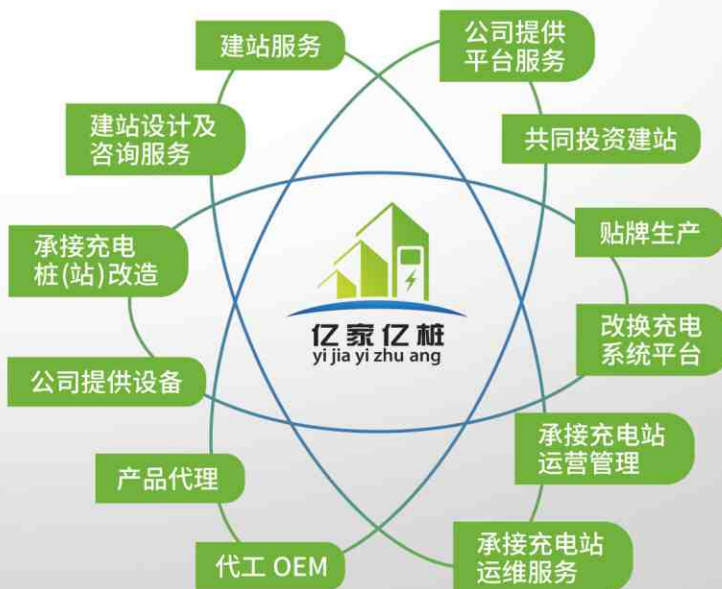 建站服务
公司提供
平台服务
建站设计及
咨询服务
共同投资建站
承接充电
桩(站)改造
贴牌生产
亿家亿桩
yi jia yi zhu ang
改换充电
系统平台
公司提供设备
承接充电站
运营管理
产品代理
代工 OEM
承接充电站
运维服务